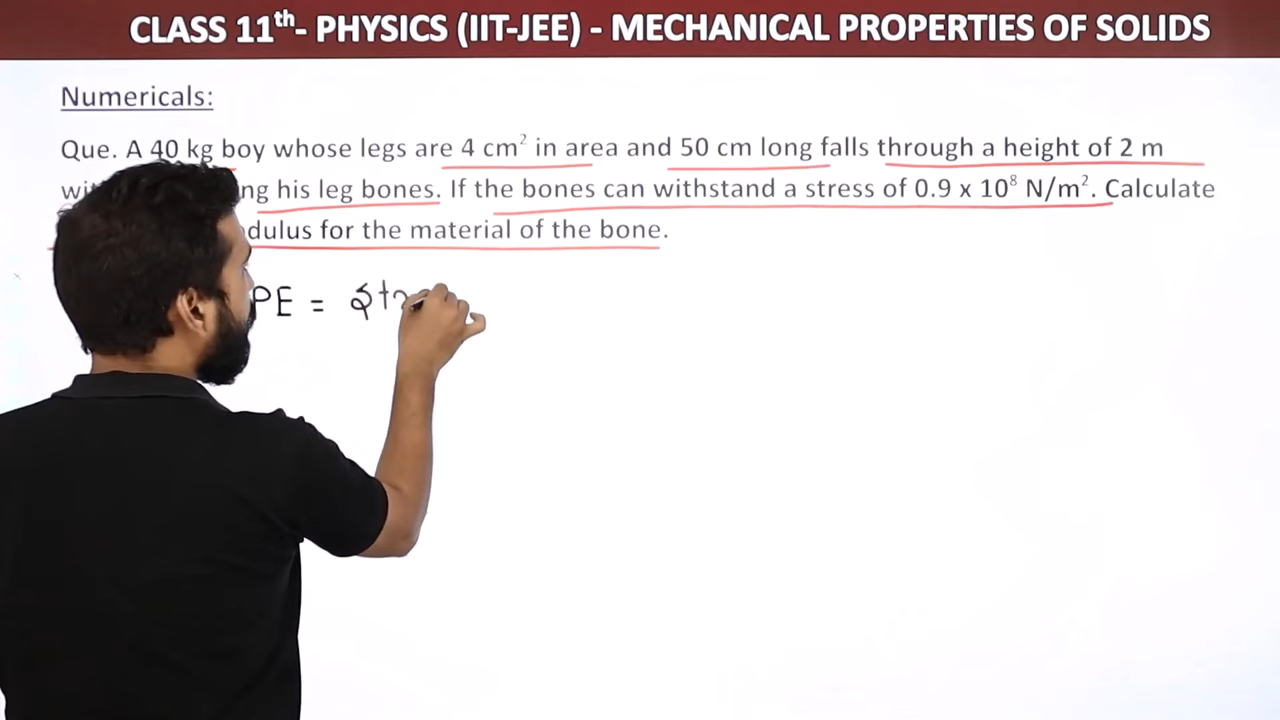 CLASS 11th- PHYSICS (IIT-JEE) - MECHANICAL PROPERTIES OF SOLIDS
Numericals:
Que. A 40 kg boy whose legs are 4 cm² in area and 50 cm long falls through a height of 2 m
his leg bones. If the bones can withstand a stress of 0.9 x 10⁸ N/m². Calculate
for the material of the bone.
PE =